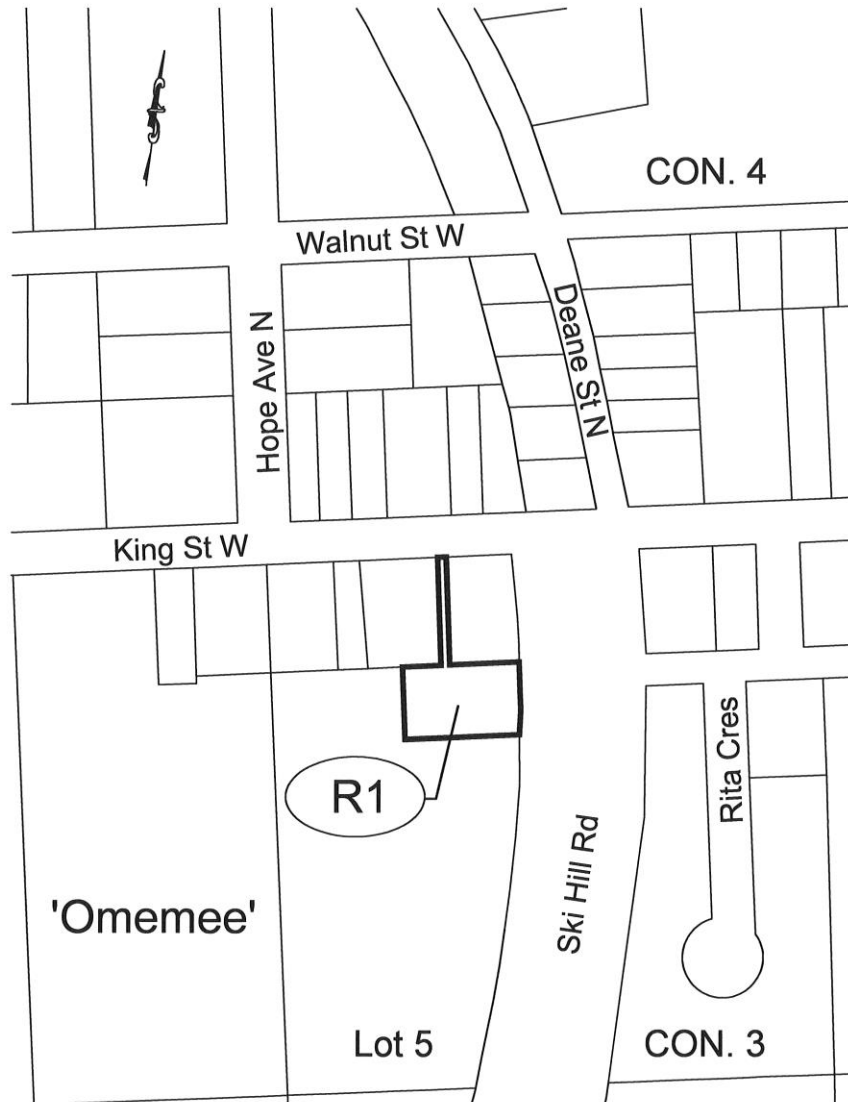 CON. 4
Walnut St W
Deane St N
Hope Ave N
King St W
Rita Cres
R1
Ski Hill Rd
'Omemee'
Lot 5
CON. 3